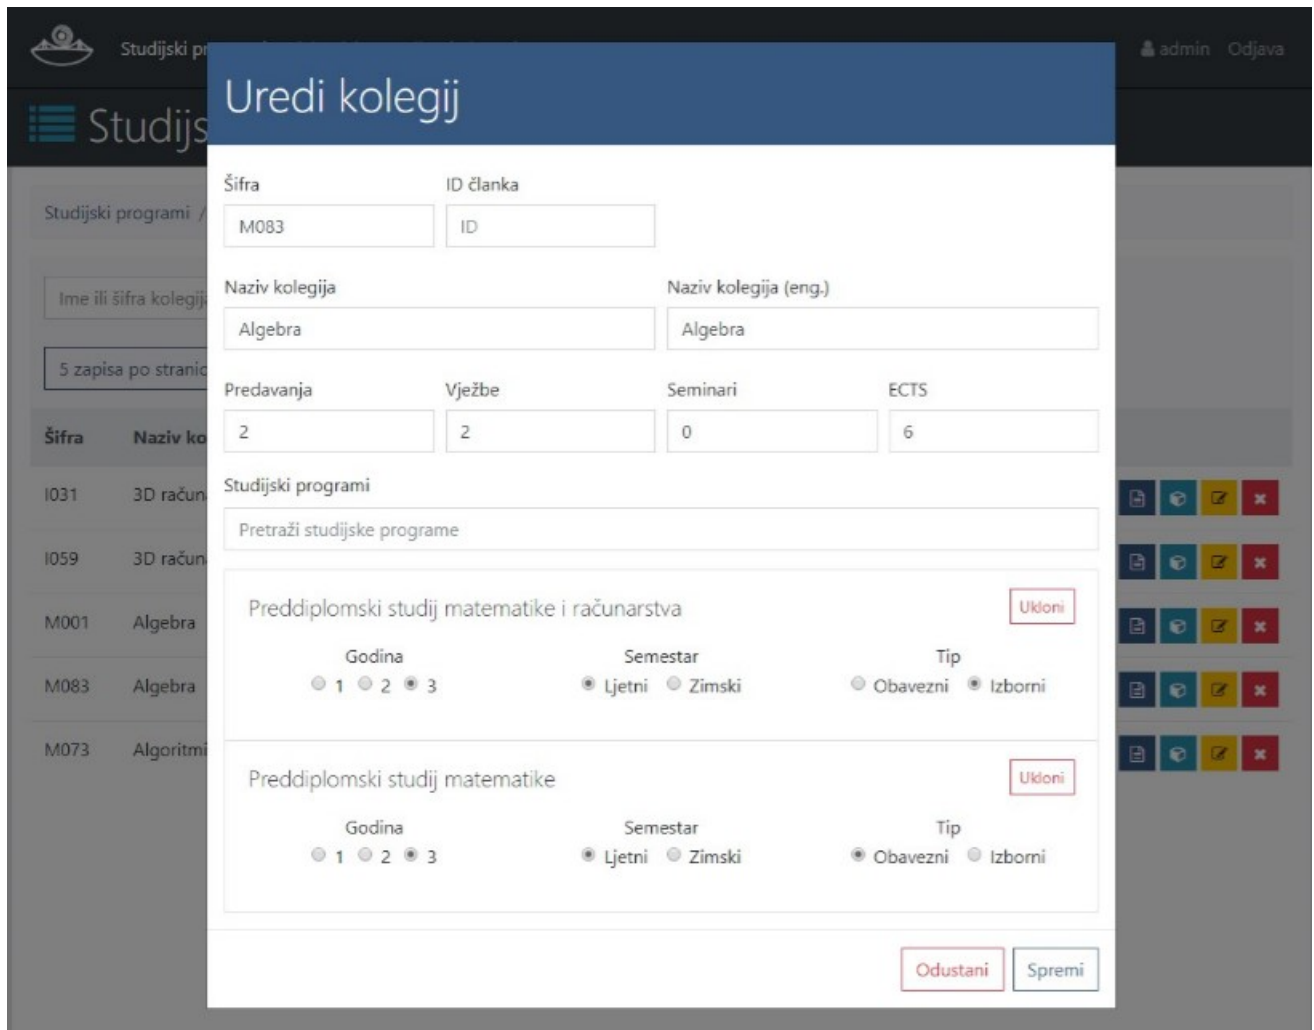 Studijski pr
admin Odjava
Studijs
Uredi kolegij
Studijski programi /
Šifra ID članka
M083 ID
Ime ili šifra kolegija
Naziv kolegija Naziv kolegija (eng.)
Algebra Algebra
5 zapisa po stranic
Predavanja Vježbe Seminari ECTS
2 2 0 6
Šifra Naziv ko
Studijski programi
Pretraži studijske programe
I031 3D račun
I059 3D račun
M001 Algebra
M083 Algebra
M073 Algoritmi
Preddiplomski studij matematike i računarstva Ukloni
Godina Semestar Tip
1 2 3 Ljetni Zimski Obavezni Izborni
Preddiplomski studij matematike Ukloni
Godina Semestar Tip
1 2 3 Ljetni Zimski Obavezni Izborni
Odustani Spremi